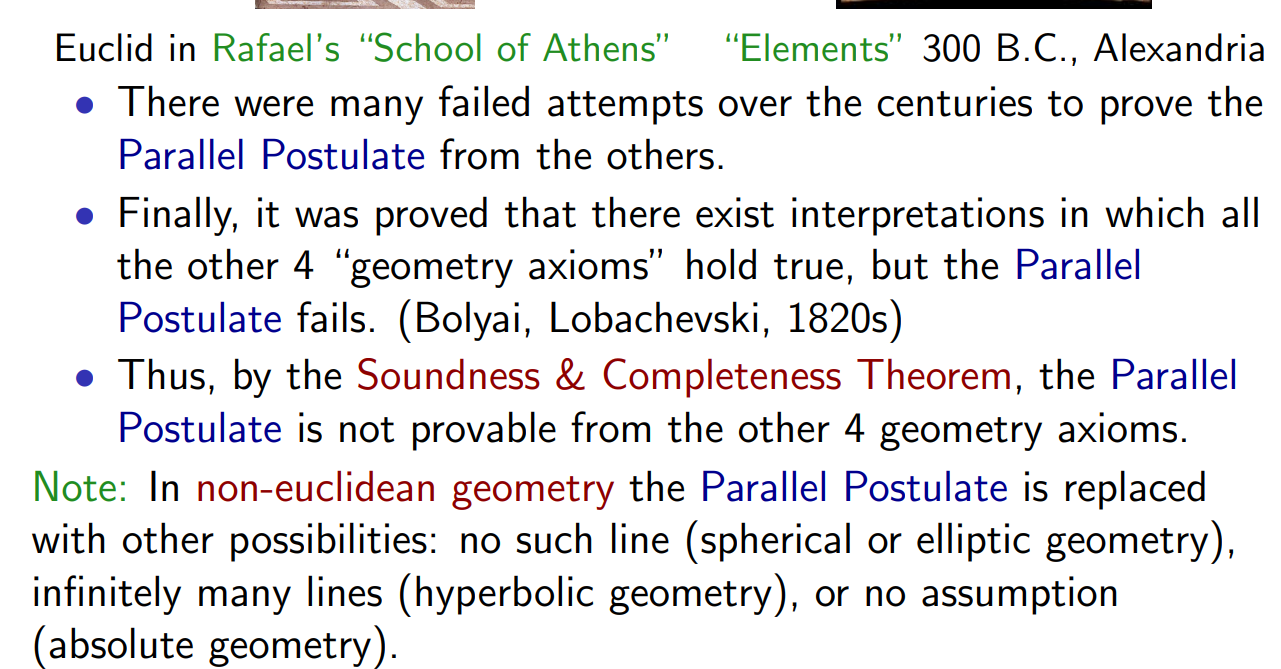 Euclid in Rafael's “School of Athens” “Elements” 300 B.C., Alexandria
• There were many failed attempts over the centuries to prove the
Parallel Postulate from the others.
• Finally, it was proved that there exist interpretations in which all
the other 4 “geometry axioms” hold true, but the Parallel
Postulate fails. (Bolyai, Lobachevski, 1820s)
• Thus, by the Soundness & Completeness Theorem, the Parallel
Postulate is not provable from the other 4 geometry axioms.
Note: In non-euclidean geometry the Parallel Postulate is replaced
with other possibilities: no such line (spherical or elliptic geometry),
infinitely many lines (hyperbolic geometry), or no assumption
(absolute geometry).